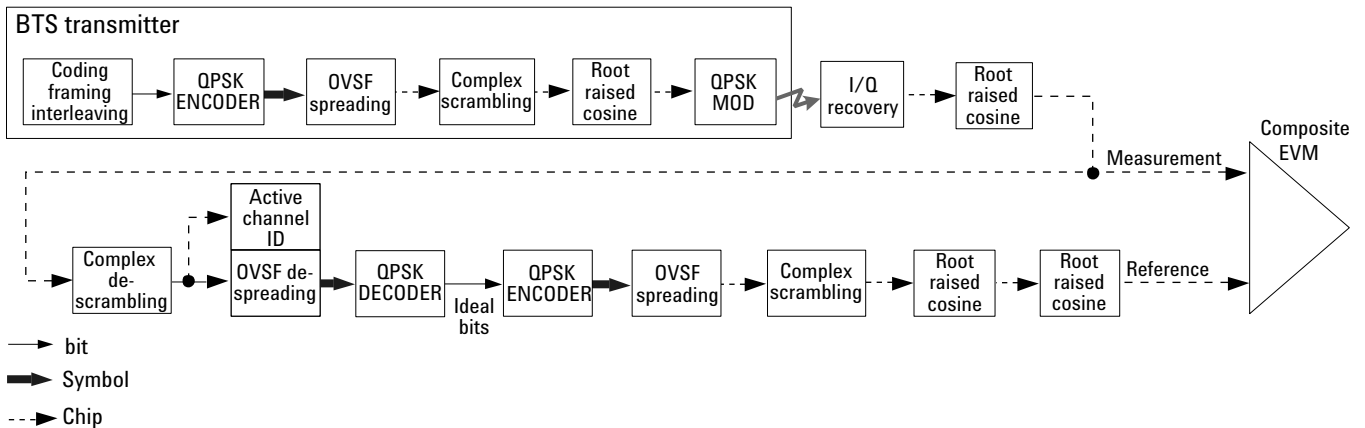 BTS transmitter
Coding
framing
interleaving
QPSK
ENCODER
OVSF
spreading
Complex
scrambling
Root
raised
cosine
QPSK
MOD
I/Q
recovery
Root
raised
cosine
Composite
EVM
Measurement
Active
channel
ID
Complex
de-
scrambling
OVSF de-
spreading
QPSK
DECODER
Ideal
bits
QPSK
ENCODER
OVSF
spreading
Complex
scrambling
Root
raised
cosine
Root
raised
cosine
Reference
bit
Symbol
Chip